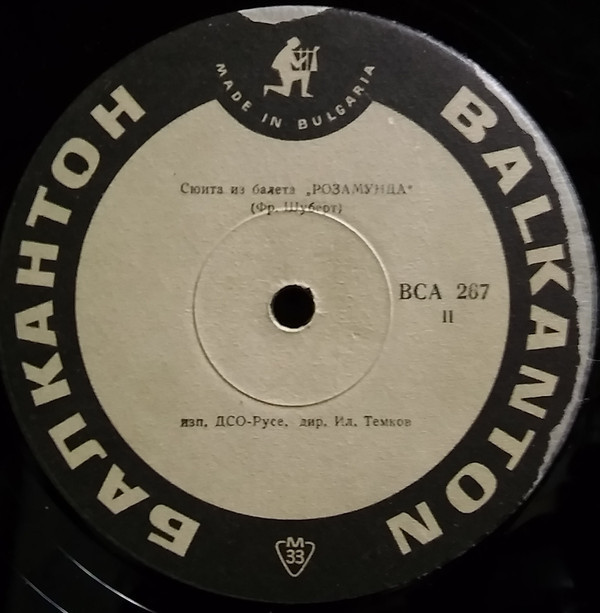 MADE IN BULGARIA
БАЛКАНТОН
BALKANTON
Сюита из балета „РОЗАМУНДА"
(Фр. Шуберт)
ВСА 267
II
изп. ДСО-Русе, дир. Ил. Темков
М
33